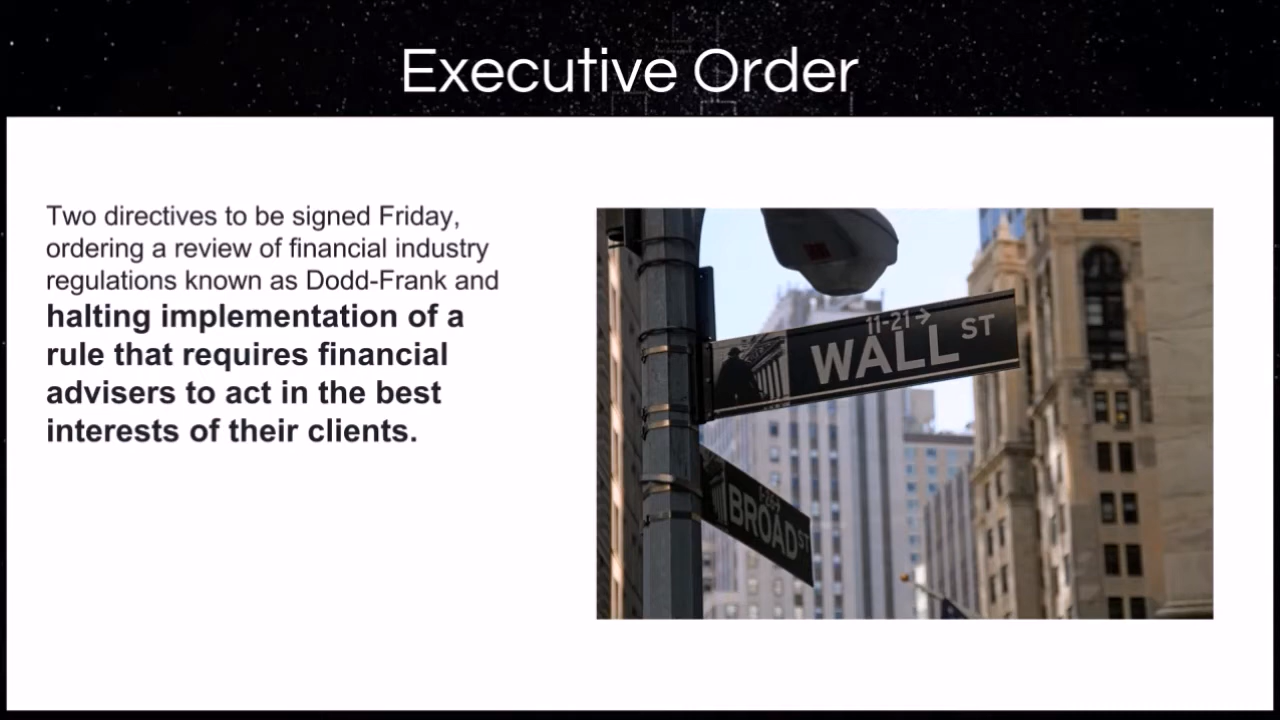 Executive Order
Two directives to be signed Friday,
ordering a review of financial industry
regulations known as Dodd-Frank and
halting implementation of a
rule that requires financial
advisers to act in the best
interests of their clients.
11-21→
WALL ST
BROAD ST